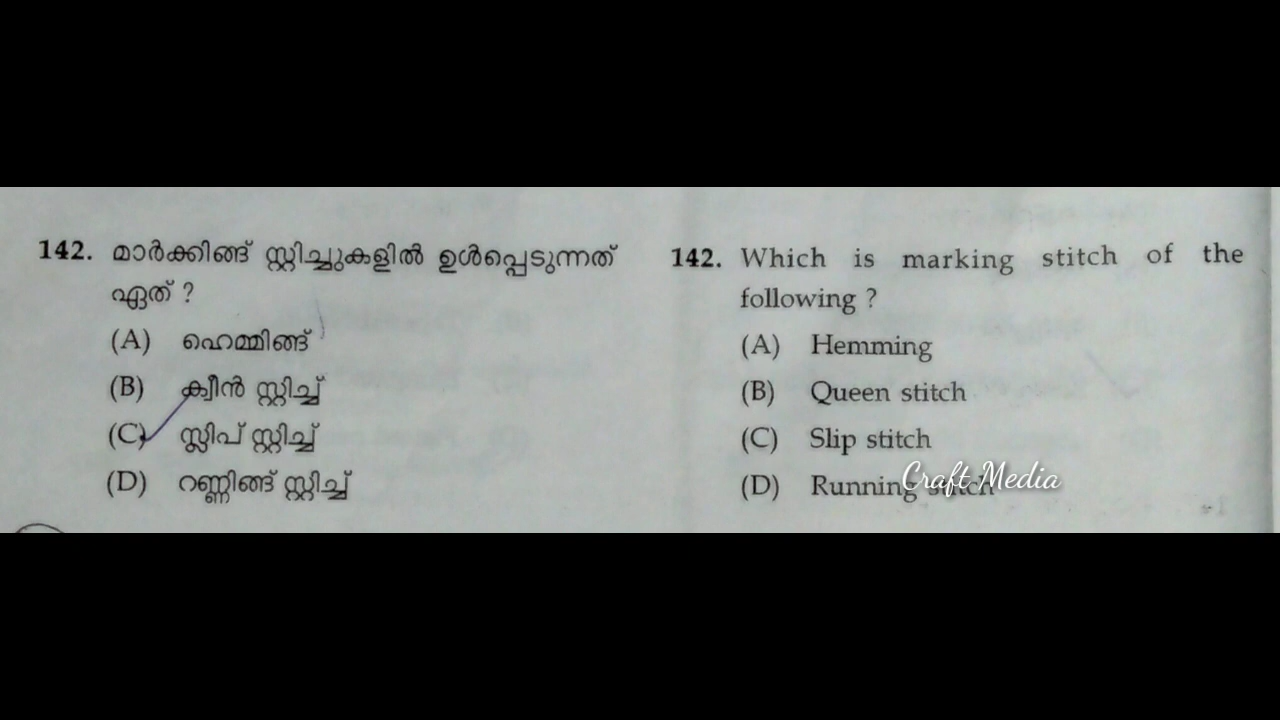 142. മാർക്കിങ്ങ് സ്റ്റിച്ചുകളിൽ ഉൾപ്പെടുന്നത്
ഏത് ?
(A) ഹെമ്മിങ്ങ്
(B) ക്വീൻ സ്റ്റിച്ച്
(C) സ്ലിപ് സ്റ്റിച്ച്
(D) റണ്ണിങ്ങ് സ്റ്റിച്ച്
142. Which is marking stitch of the
following ?
(A) Hemming
(B) Queen stitch
(C) Slip stitch
(D) Running stitch
Craft Media